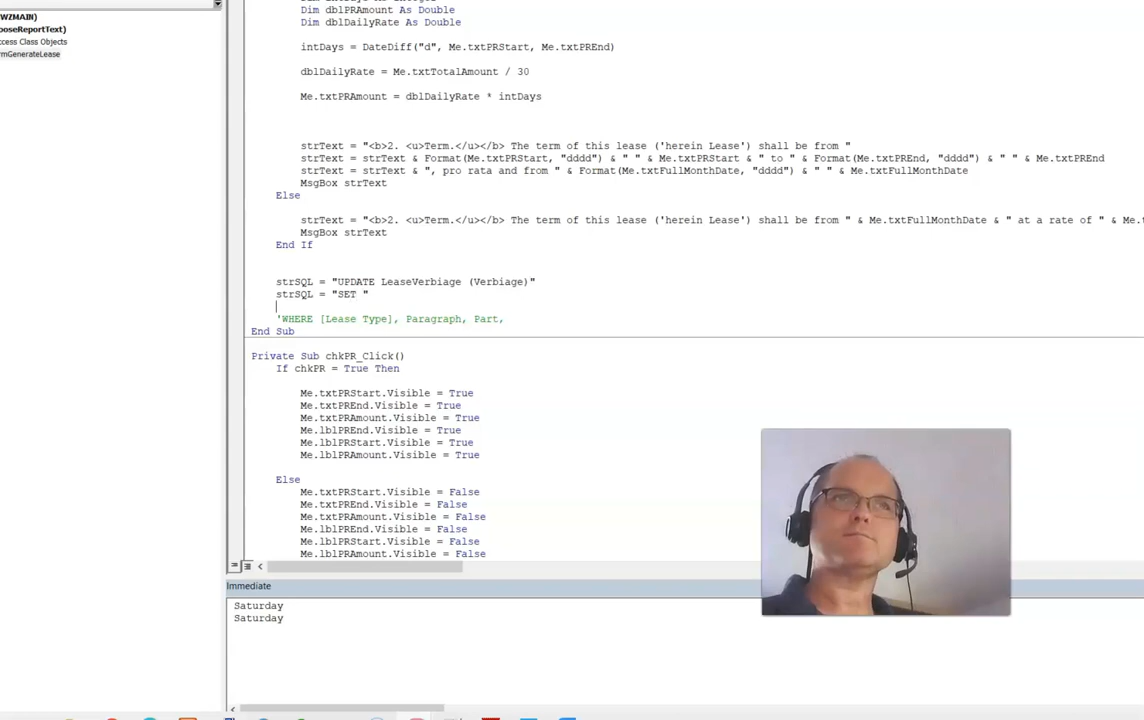 WZMAIN)
ooseReportText)
ccess Class Objects
rmGenerateLease
Dim dblPRAmount As Double
Dim dblDailyRate As Double
intDays = DateDiff("d", Me.txtPRStart, Me.txtPREnd)
dblDailyRate = Me.txtTotalAmount / 30
Me.txtPRAmount = dblDailyRate * intDays
strText = "<b>2. <u>Term.</u></b> The term of this lease ('herein Lease') shall be from "
strText = strText & Format(Me.txtPRStart, "dddd") & " " & Me.txtPRStart & " to " & Format(Me.txtPREnd, "dddd") & " " & Me.txtPREnd
strText = strText & ", pro rata and from " & Format(Me.txtFullMonthDate, "dddd") & " " & Me.txtFullMonthDate
MsgBox strText
Else
strText = "<b>2. <u>Term.</u></b> The term of this lease ('herein Lease') shall be from " & Me.txtFullMonthDate & " at a rate of " & Me.t
MsgBox strText
End If
strSQL = "UPDATE LeaseVerbiage (Verbiage)"
strSQL = "SET "
'WHERE [Lease Type], Paragraph, Part,
End Sub
Private Sub chkPR_Click()
If chkPR = True Then
Me.txtPRStart.Visible = True
Me.txtPREnd.Visible = True
Me.txtPRAmount.Visible = True
Me.lblPREnd.Visible = True
Me.lblPRStart.Visible = True
Me.lblPRAmount.Visible = True
Else
Me.txtPRStart.Visible = False
Me.txtPREnd.Visible = False
Me.txtPRAmount.Visible = False
Me.lblPREnd.Visible = False
Me.lblPRStart.Visible = False
Me.lblPRAmount.Visible = False
Immediate
Saturday
Saturday